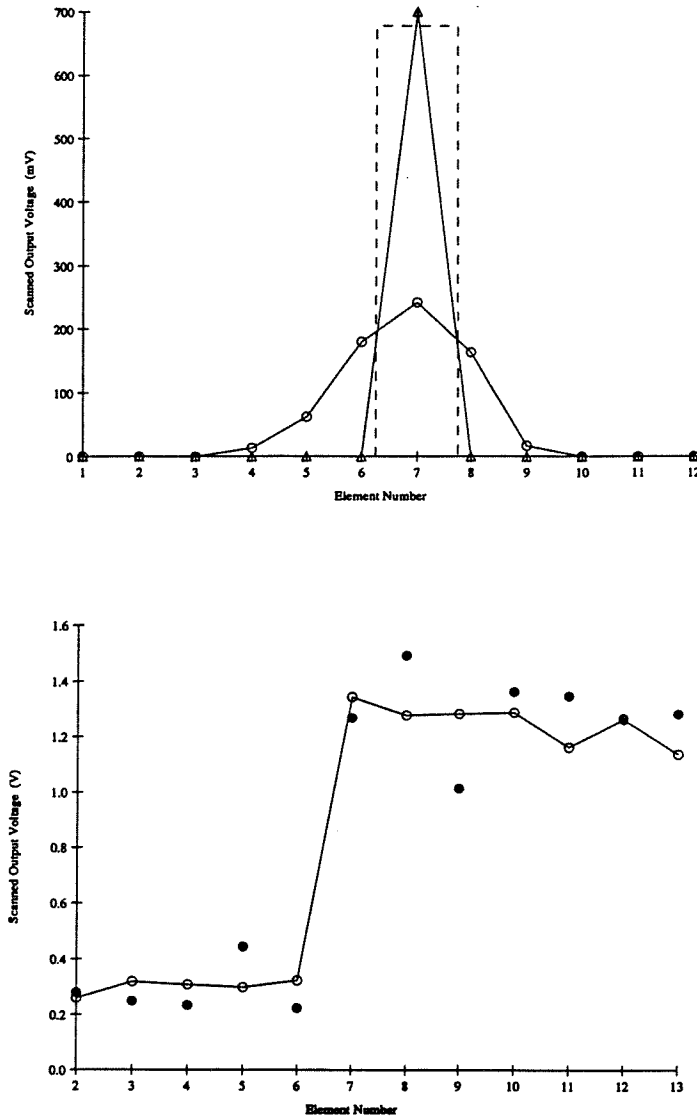 700
600
500
400
300
200
100
0
Scanned Output Voltage (mV)
1 2 3 4 5 6 7 8 9 10 11 12
Element Number
1.6
1.4
1.2
1.0
0.8
0.6
0.4
0.2
0.0
Scanned Output Voltage (V)
2 3 4 5 6 7 8 9 10 11 12 13
Element Number